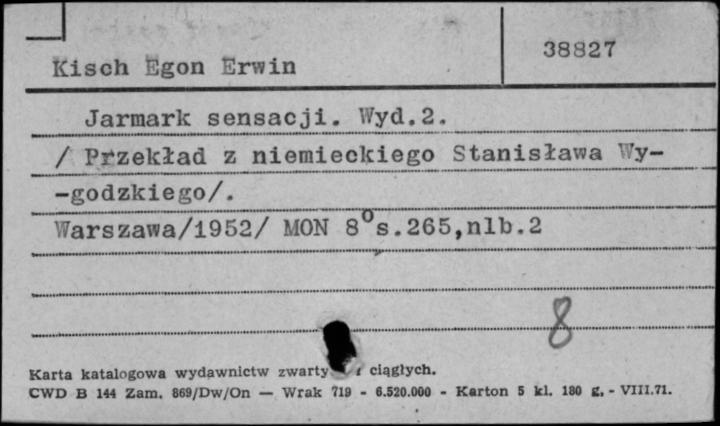 38827
Kisch Egon Erwin
Jarmark sensacji. Wyd.2.
/ Przekład z niemieckiego Stanisława Wy-
-godzkiego/.
Warszawa/1952/ MON 8°s.265,nlb.2
8
Karta katalogowa wydawnictw ciągłych.
CWD B 144 Zam. 869/Dw/On — Wrak 719 - 6.520.000 - Karton 5 kl. 180 g. - VIII.71.